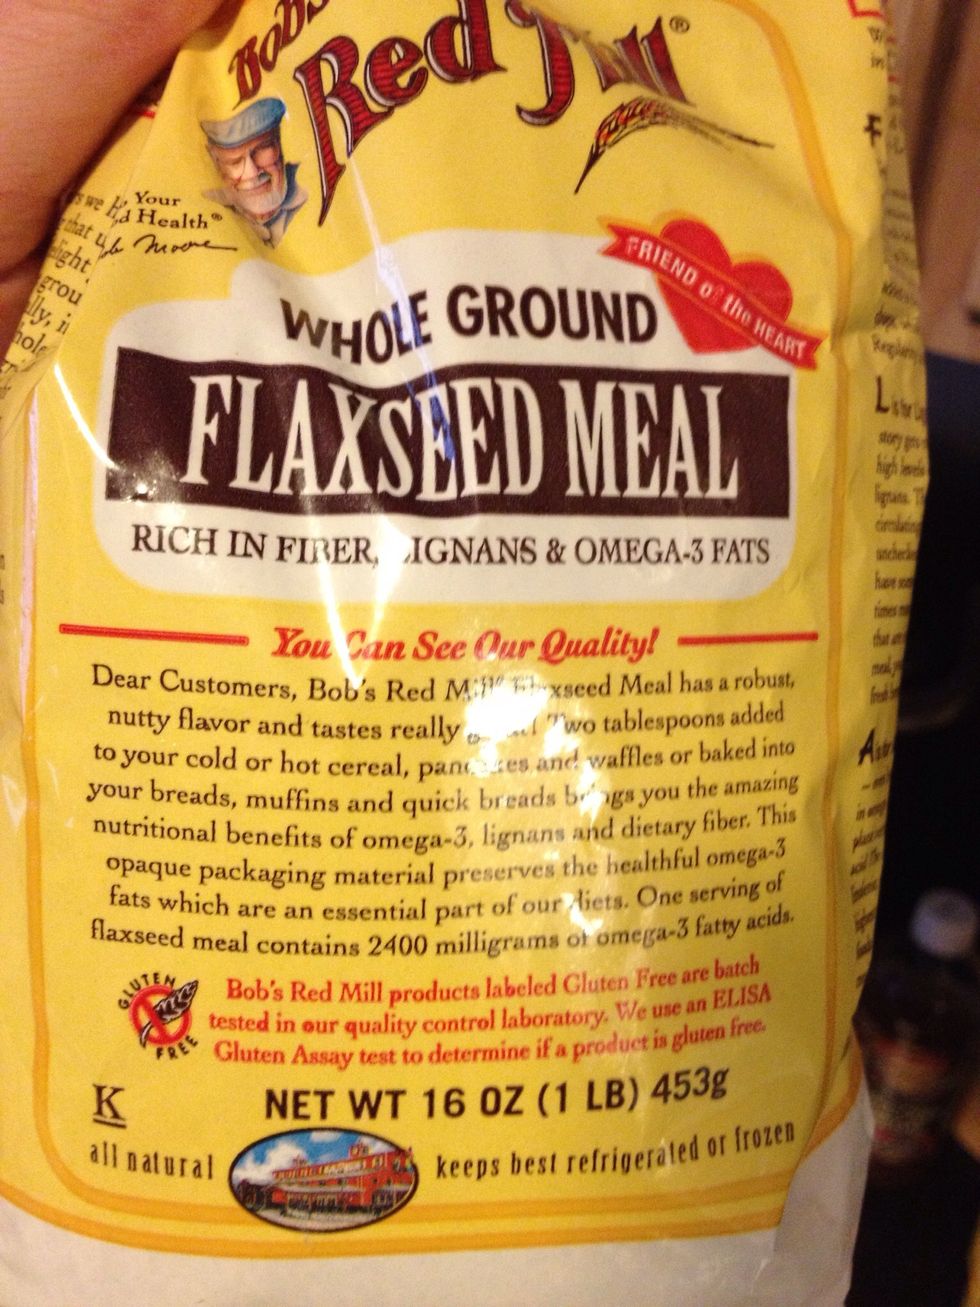 Bob's
Red Mill®
Your
d Health®
Bob Moore
FRIEND of the HEART
WHOLE GROUND
FLAXSEED MEAL
RICH IN FIBER, LIGNANS & OMEGA-3 FATS
You Can See Our Quality!
Dear Customers, Bob's Red Mill Flaxseed Meal has a robust,
nutty flavor and tastes really Two tablespoons added
to your cold or hot cereal, pancakes and waffles or baked into
your breads, muffins and quick breads brings you the amazing
nutritional benefits of omega-3, lignans and dietary fiber. This
opaque packaging material preserves the healthful omega-3
fats which are an essential part of our diets. One serving of
flaxseed meal contains 2400 milligrams of omega-3 fatty acids.
GLUTEN
FREE
Bob's Red Mill products labeled Gluten Free are batch
tested in our quality control laboratory. We use an ELISA
Gluten Assay test to determine if a product is gluten free.
K
NET WT 16 OZ (1 LB) 453g
all natural
keeps best refrigerated or frozen